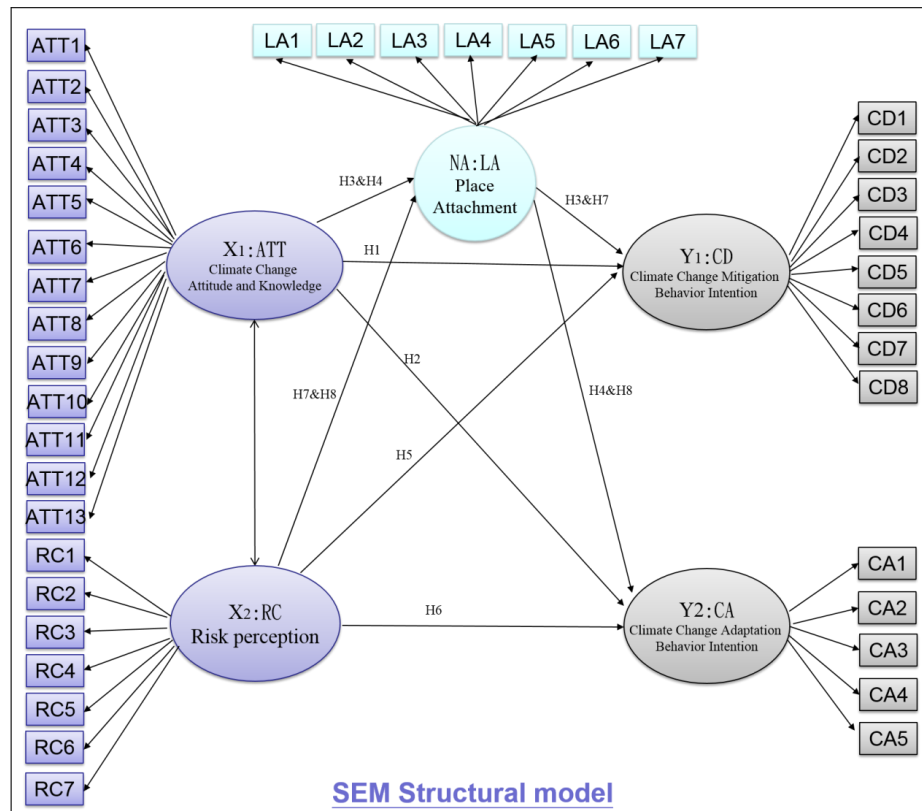 LA1 LA2 LA3 LA4 LA5 LA6 LA7
ATT1
ATT2
ATT3
ATT4
ATT5
ATT6
ATT7
ATT8
ATT9
ATT10
ATT11
ATT12
ATT13
RC1
RC2
RC3
RC4
RC5
RC6
RC7
NA:LA
Place
Attachment
X1:ATT
Climate Change
Attitude and Knowledge
X2:RC
Risk perception
H3&H4
H1
H2
H7&H8
H5
H6
H3&H7
H4&H8
Y1:CD
Climate Change Mitigation
Behavior Intention
Y2:CA
Climate Change Adaptation
Behavior Intention
CD1
CD2
CD3
CD4
CD5
CD6
CD7
CD8
CA1
CA2
CA3
CA4
CA5
SEM Structural model